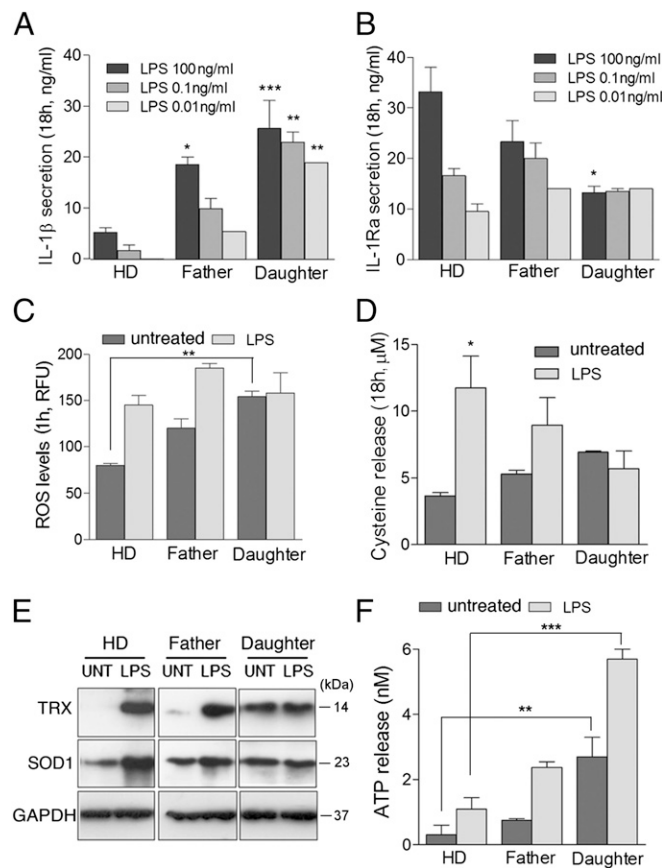 A
IL-1β secretion (18h, ng/ml)
40
30
20
10
0
LPS 100ng/ml
LPS 0.1ng/ml
LPS 0.01ng/ml
*
***
**
**
HD Father Daughter
B
IL-1Ra secretion (18h, ng/ml)
40
30
20
10
0
LPS 100ng/ml
LPS 0.1ng/ml
LPS 0.01ng/ml
*
HD Father Daughter
C
untreated LPS
ROS levels (1h, RFU)
200
150
100
50
0
**
HD Father Daughter
D
Cysteine release (18h, μM)
15
10
5
0
untreated
LPS
*
HD Father Daughter
E
HD Father Daughter
UNT LPS UNT LPS UNT LPS
(kDa)
TRX 14
SOD1 23
GAPDH 37
F
untreated LPS
ATP release (nM)
6
4
2
0
***
**
HD Father Daughter